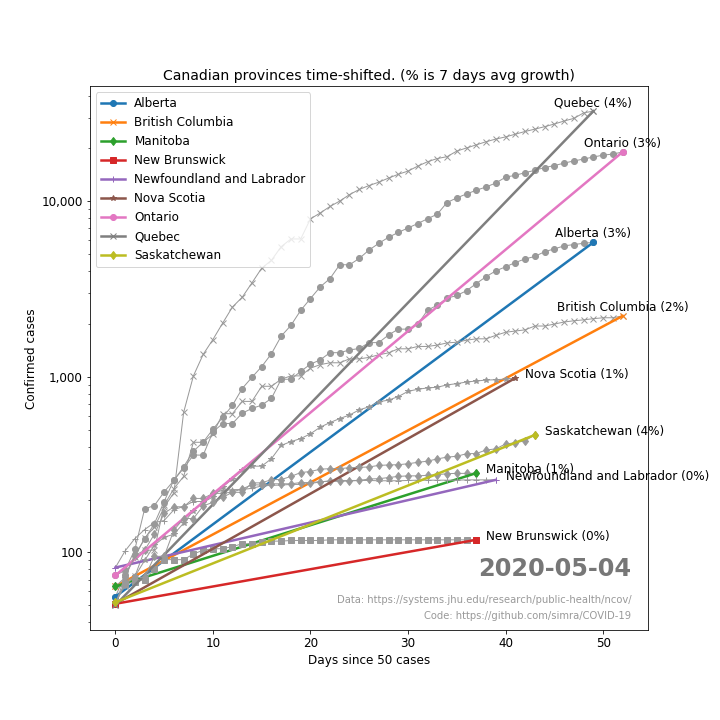 Canadian provinces time-shifted. (% is 7 days avg growth)
Alberta
British Columbia
Manitoba
New Brunswick
Newfoundland and Labrador
Nova Scotia
Ontario
Quebec
Saskatchewan
Quebec (4%)
Ontario (3%)
Alberta (3%)
British Columbia (2%)
Nova Scotia (1%)
Saskatchewan (4%)
Manitoba (1%)
Newfoundland and Labrador (0%)
New Brunswick (0%)
2020-05-04
Data: https://systems.jhu.edu/research/public-health/ncov/
Code: https://github.com/simra/COVID-19
10,000
1,000
100
Confirmed cases
0 10 20 30 40 50
Days since 50 cases